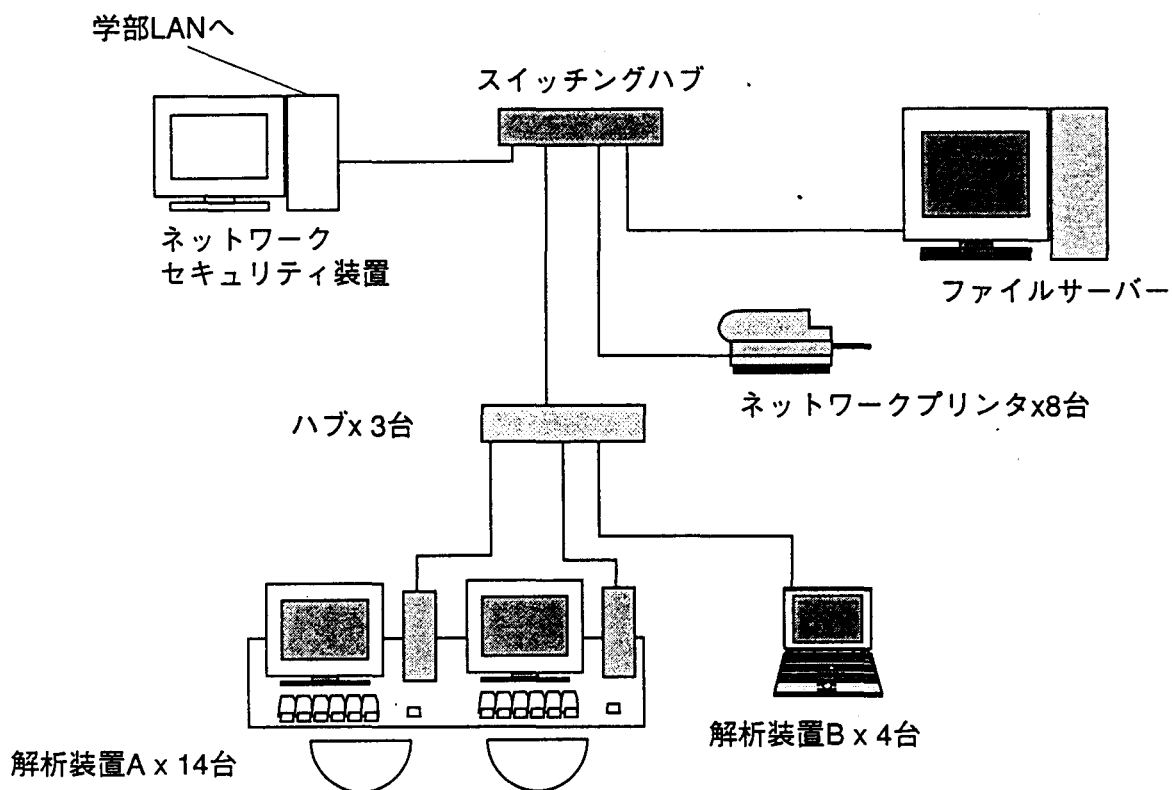 学部LANへ
スイッチングハブ
ネットワーク
セキュリティ装置
ファイルサーバー
ネットワークプリンタx8台
ハブx 3台
解析装置B x 4台
解析装置A x 14台